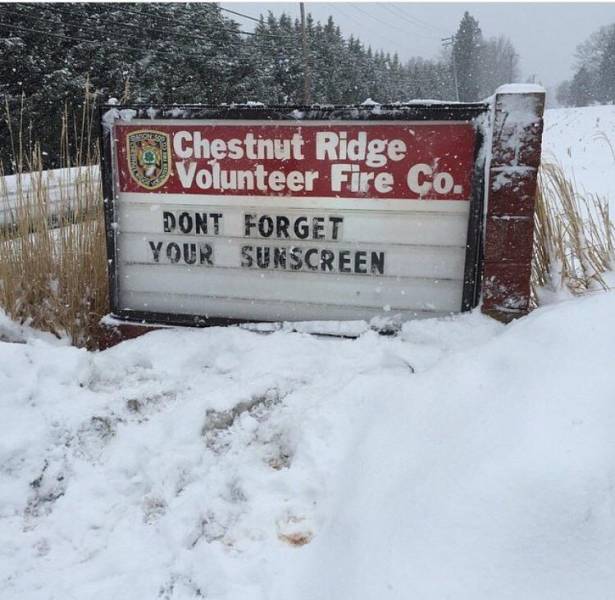 Chestnut Ridge
Volunteer Fire Co.
DONT FORGET
YOUR SUNSCREEN